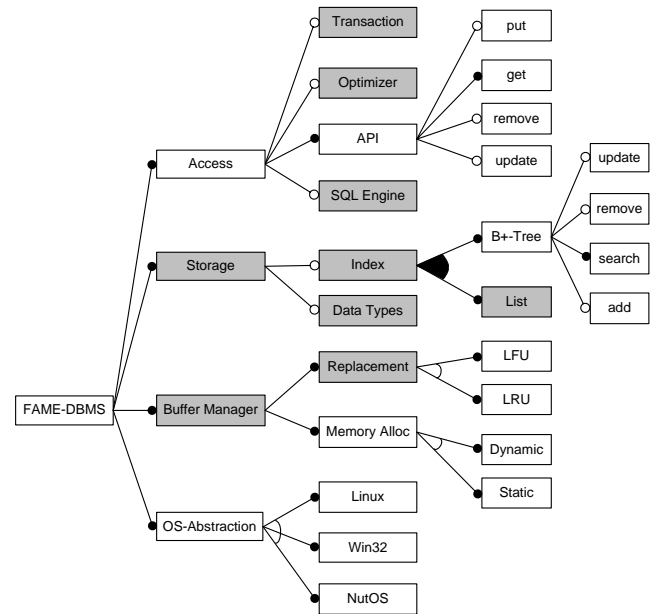 Transaction
Optimizer
API
SQL Engine
put
get
remove
update
Access
Storage
Index
Data Types
B+-Tree
List
update
remove
search
add
FAME-DBMS
Buffer Manager
Replacement
Memory Alloc
LFU
LRU
Dynamic
Static
OS-Abstraction
Linux
Win32
NutOS